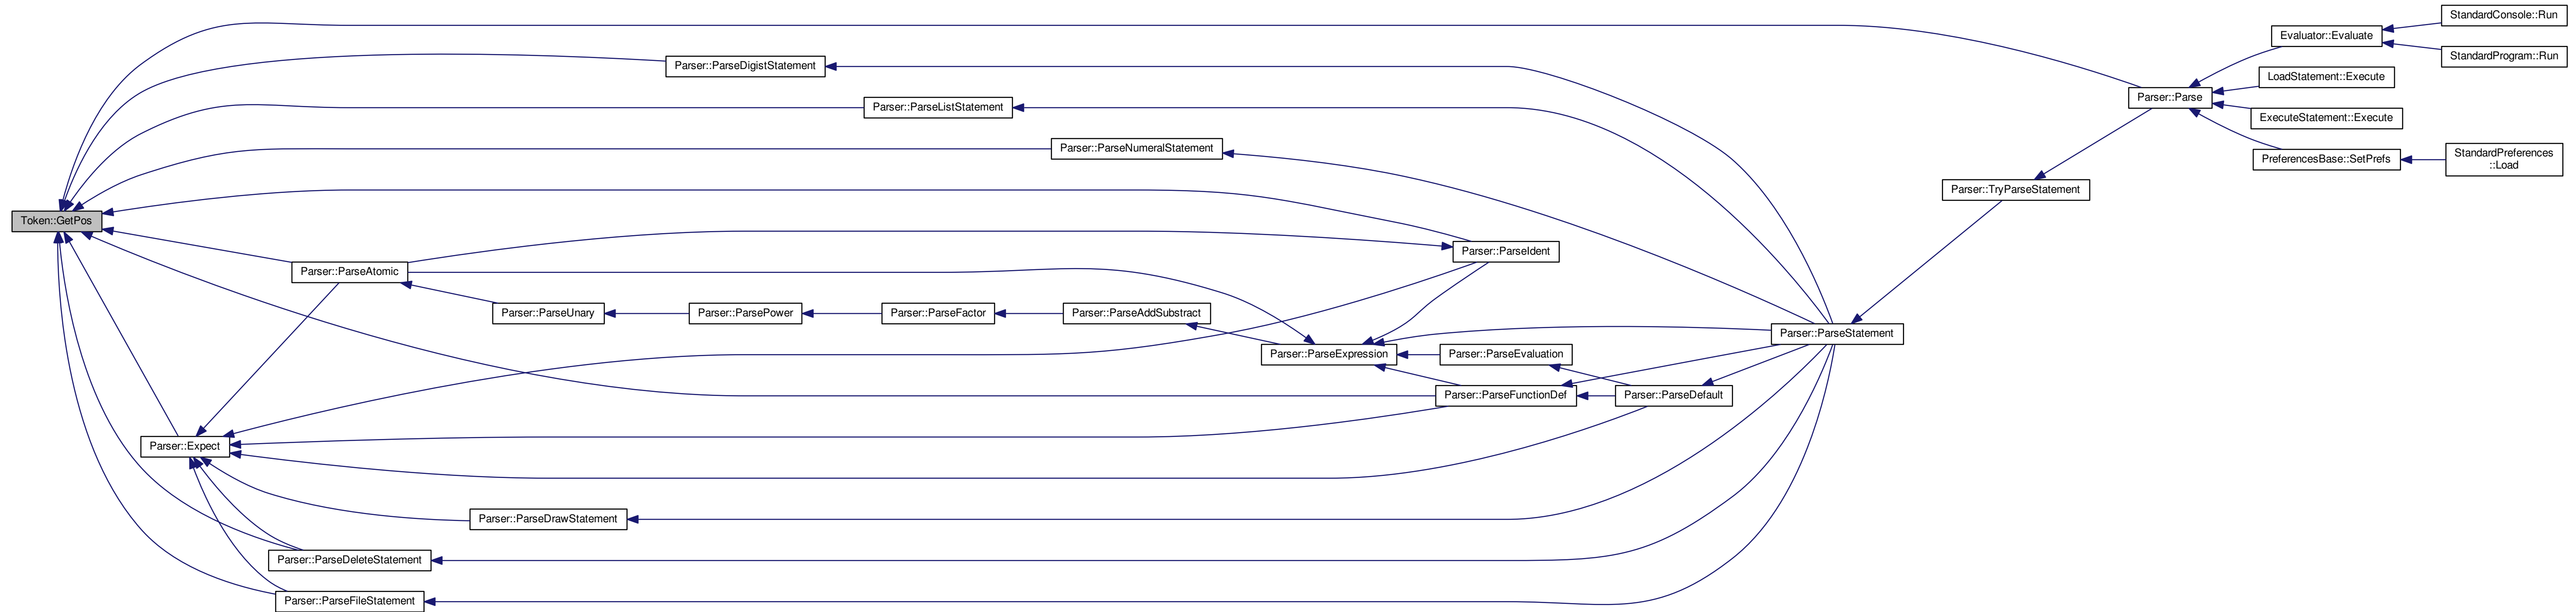 StandardConsole::Run
Evaluator::Evaluate
StandardProgram::Run
Parser::ParseDigistStatement
LoadStatement::Execute
Parser::Parse
Parser::ParseListStatement
ExecuteStatement::Execute
Parser::ParseNumeralStatement
PreferencesBase::SetPrefs
StandardPreferences
::Load
Parser::TryParseStatement
Token::GetPos
Parser::ParseIdent
Parser::ParseAtomic
Parser::ParseUnary
Parser::ParsePower
Parser::ParseFactor
Parser::ParseAddSubstract
Parser::ParseStatement
Parser::ParseExpression
Parser::ParseEvaluation
Parser::ParseFunctionDef
Parser::ParseDefault
Parser::Expect
Parser::ParseDrawStatement
Parser::ParseDeleteStatement
Parser::ParseFileStatement